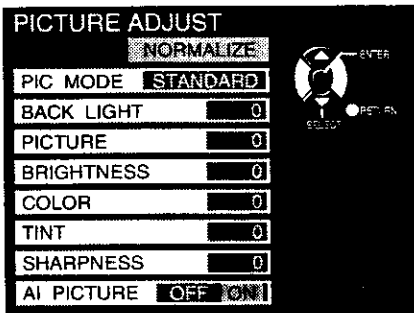 PICTURE ADJUST
NORMALIZE
PIC MODE STANDARD
BACK LIGHT 0
PICTURE 0
BRIGHTNESS 0
COLOR 0
TINT 0
SHARPNESS 0
AI PICTURE OFF ON
ENTER
SELECT
RETURN